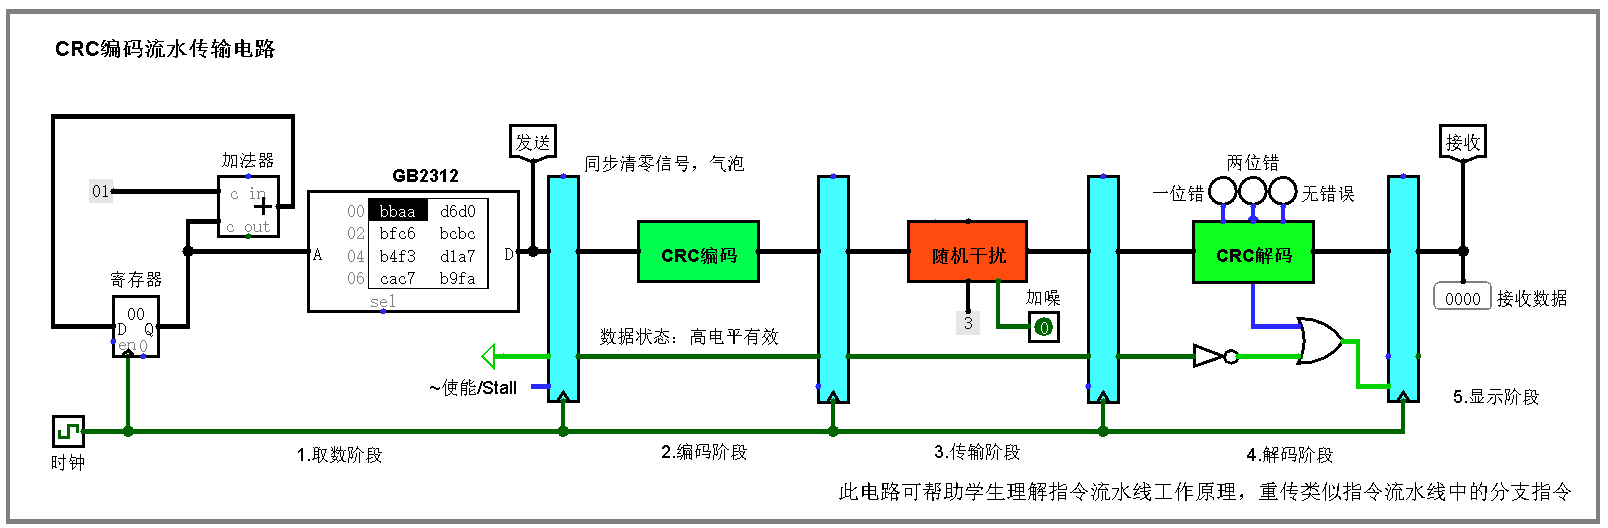 CRC编码流水传输电路
发送
接收
加法器
同步清零信号，气泡
两位错
GB2312
一位错
无错误
01
c in
+
c out
00 bbaa d6d0
02 bfc6 bcbc
04 b4f3 d1a7
06 cac7 b9fa
A
D
sel
CRC编码
随机干扰
CRC解码
寄存器
00
D Q
en 0
加噪
3
0
0000
接收数据
数据状态：高电平有效
~使能/Stall
5.显示阶段
时钟
1.取数阶段
2.编码阶段
3.传输阶段
4.解码阶段
此电路可帮助学生理解指令流水线工作原理，重传类似指令流水线中的分支指令